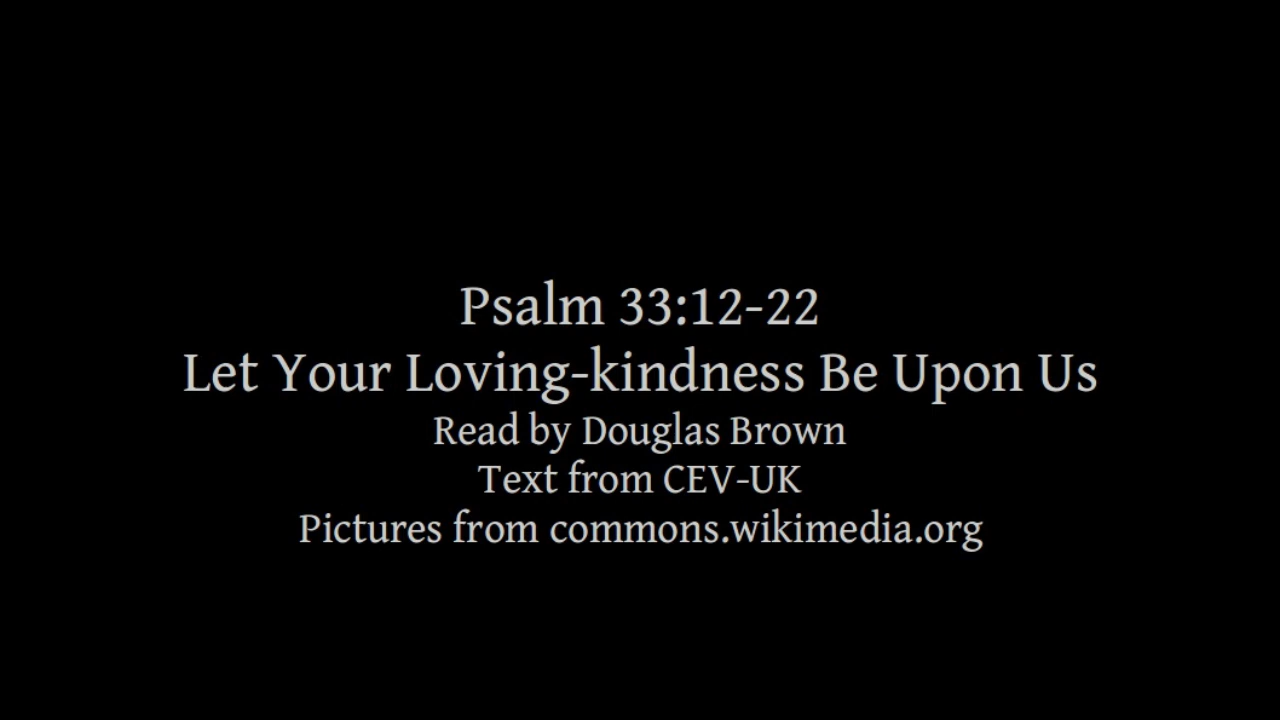 Psalm 33:12-22
Let Your Loving-kindness Be Upon Us
Read by Douglas Brown
Text from CEV-UK
Pictures from commons.wikimedia.org